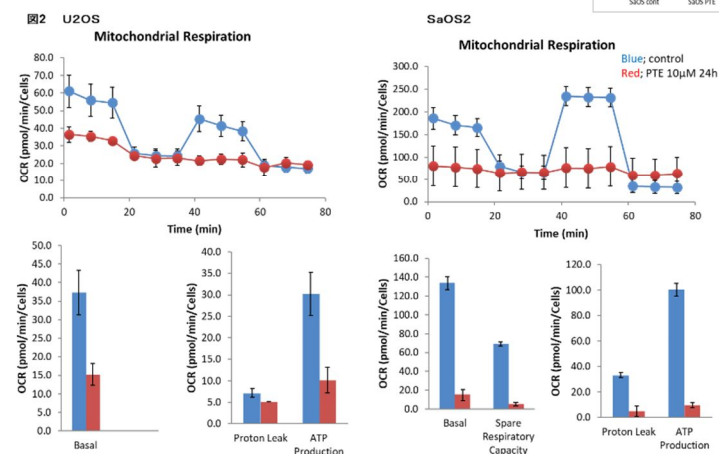 SaOS cont SaOS PTE
図2 U2OS
Mitochondrial Respiration
OCR (pmol/min/Cells)
80.0
70.0
60.0
50.0
40.0
30.0
20.0
10.0
0.0
0 20 40 60 80
Time (min)
SaOS2
Mitochondrial Respiration
Blue; control
Red; PTE 10μM 24h
OCR (pmol/min/Cells)
300.0
250.0
200.0
150.0
100.0
50.0
0.0
0 20 40 60 80
Time (min)
OCR (pmol/min/Cells)
50.0
45.0
40.0
35.0
30.0
25.0
20.0
15.0
10.0
5.0
0.0
Basal
OCR (pmol/min/Cells)
40.0
35.0
30.0
25.0
20.0
15.0
10.0
5.0
0.0
Proton Leak ATP
Production
OCR (pmol/min/Cells)
160.0
140.0
120.0
100.0
80.0
60.0
40.0
20.0
0.0
Basal Spare
Respiratory
Capacity
OCR (pmol/min/Cells)
120.0
100.0
80.0
60.0
40.0
20.0
0.0
Proton Leak ATP
Production